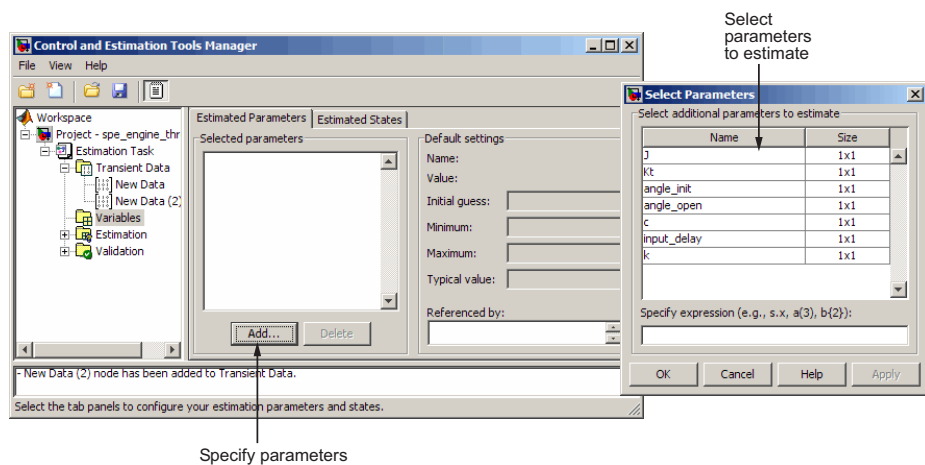 Select
parameters
to estimate
Control and Estimation Tools Manager
File View Help
Workspace
Project - spe_engine_thr
Estimation Task
Transient Data
New Data
New Data (2)
Variables
Estimation
Validation
Estimated Parameters Estimated States
Selected parameters
Add... Delete
Default settings
Name:
Value:
Initial guess:
Minimum:
Maximum:
Typical value:
Referenced by:
- New Data (2) node has been added to Transient Data.
Select the tab panels to configure your estimation parameters and states.
Select Parameters
Select additional parameters to estimate
Name Size
J 1x1
Kt 1x1
angle_init 1x1
angle_open 1x1
c 1x1
input_delay 1x1
k 1x1
Specify expression (e.g., s.x, a(3), b{2}):
OK Cancel Help Apply
Specify parameters